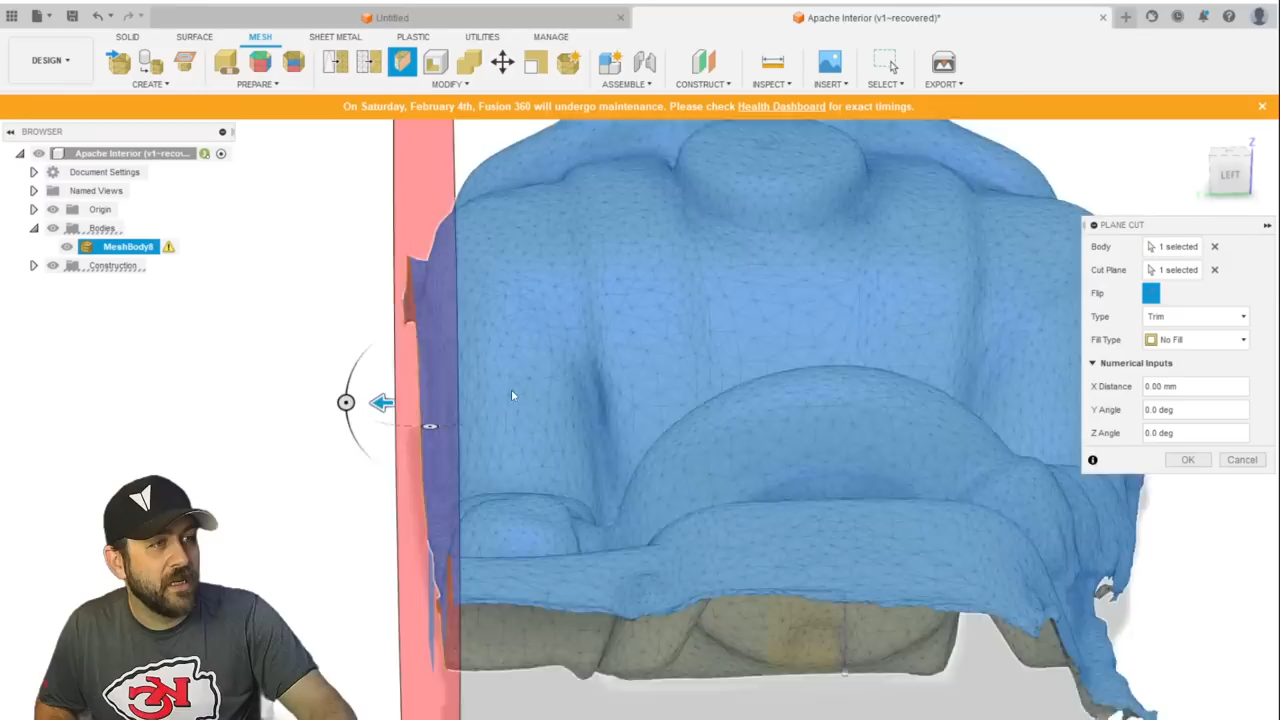 Untitled
Apache Interior (v1~recovered)*
DESIGN
SOLID
SURFACE
MESH
SHEET METAL
PLASTIC
UTILITIES
MANAGE
CREATE
PREPARE
MODIFY
ASSEMBLE
CONSTRUCT
INSPECT
INSERT
SELECT
EXPORT
On Saturday, February 4th, Fusion 360 will undergo maintenance. Please check Health Dashboard for exact timings.
BROWSER
Apache Interior (v1~recov...
Document Settings
Named Views
Origin
Bodies
MeshBody8
Construction
Z
LEFT
PLANE CUT
Body 1 selected
Cut Plane 1 selected
Flip
Type Trim
Fill Type No Fill
Numerical Inputs
X Distance 0.00 mm
Y Angle 0.0 deg
Z Angle 0.0 deg
OK Cancel
KC